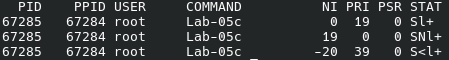 PID PPID USER COMMAND NI PRI PSR STAT
67285 67284 root Lab-05c 0 19 0 Sl+
67285 67284 root Lab-05c 19 0 0 SNl+
67285 67284 root Lab-05c -20 39 0 S<l+